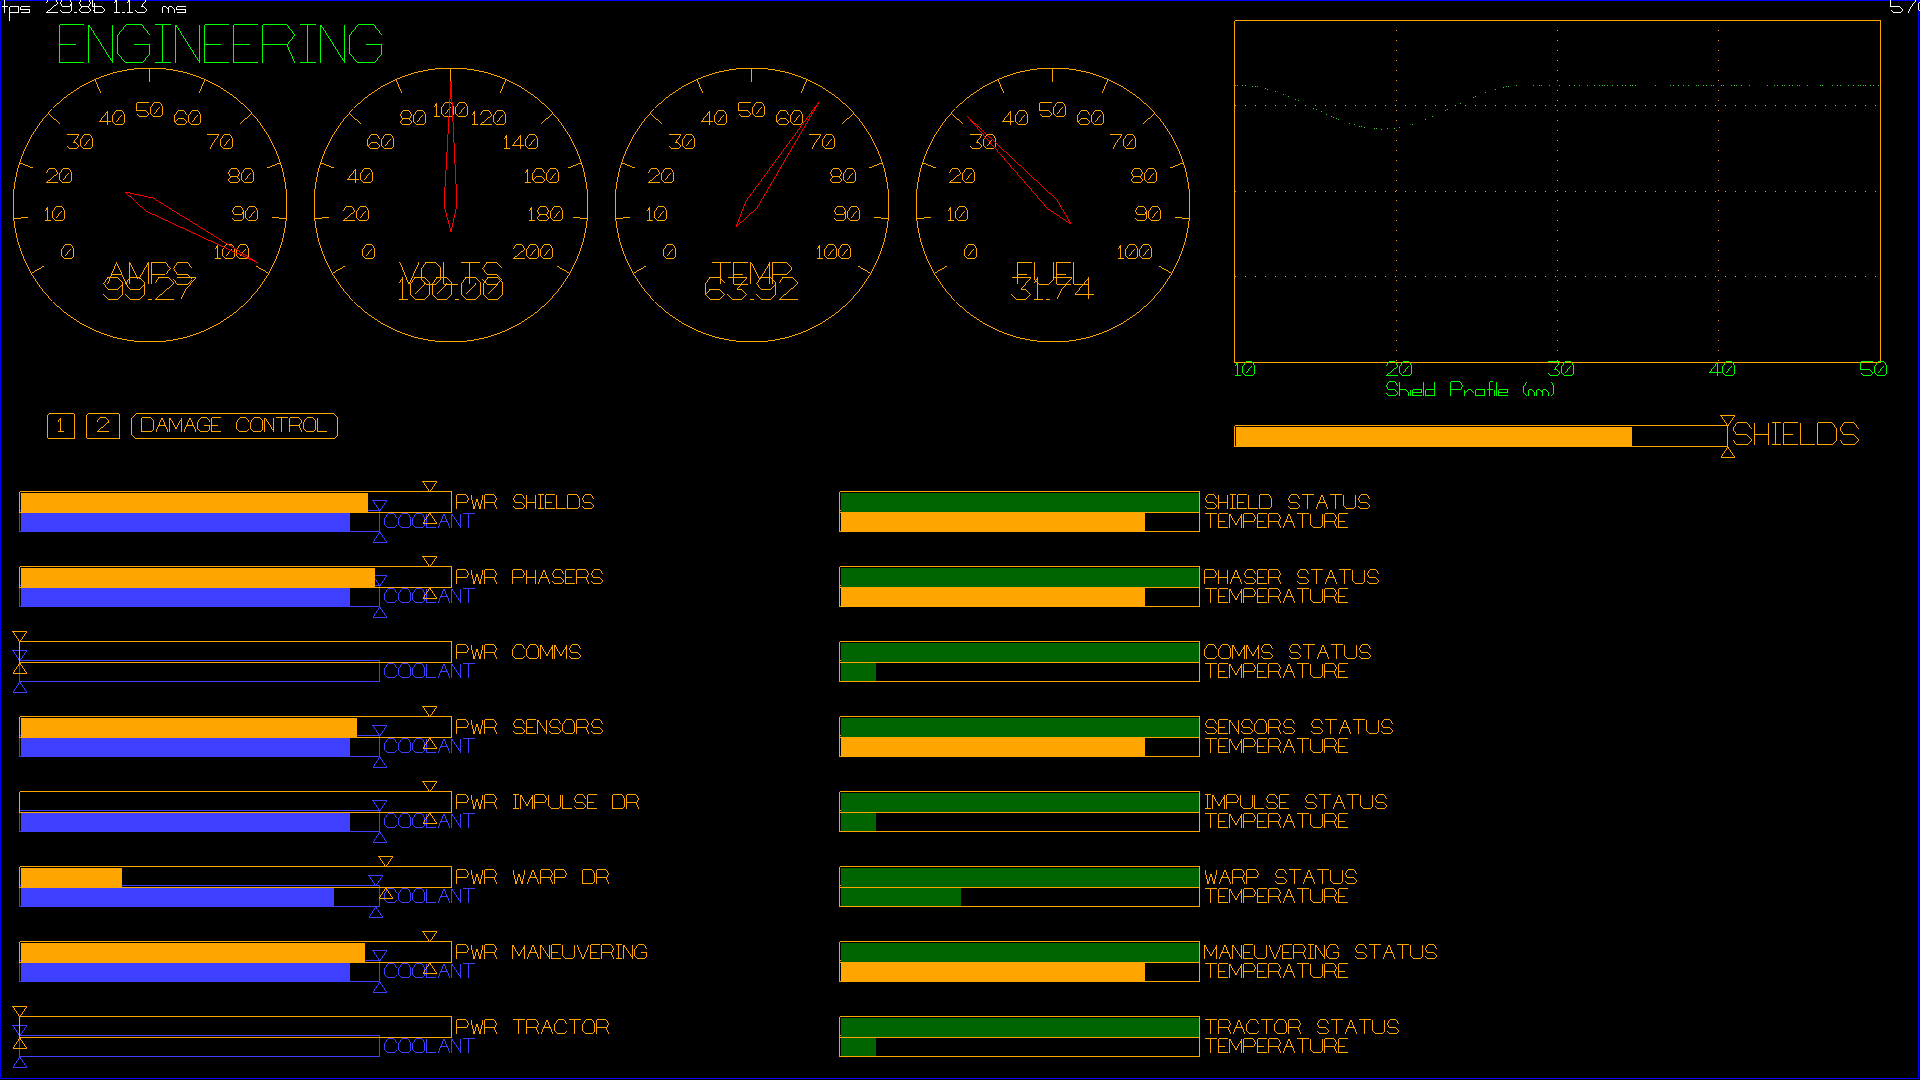 fps 29.86 1.13 ms
ENGINEERING
0 10 20 30 40 50 60 70 80 90 100
AMPS
99.27
0 20 40 60 80 100 120 140 160 180 200
VOLTS
100.00
0 10 20 30 40 50 60 70 80 90 100
TEMP
63.92
0 10 20 30 40 50 60 70 80 90 100
FUEL
31.74
10 20 30 40 50
Shield Profile (nm)
1 2 DAMAGE CONTROL
SHIELDS
PWR SHIELDS
COOLANT
SHIELD STATUS
TEMPERATURE
PWR PHASERS
COOLANT
PHASER STATUS
TEMPERATURE
PWR COMMS
COOLANT
COMMS STATUS
TEMPERATURE
PWR SENSORS
COOLANT
SENSORS STATUS
TEMPERATURE
PWR IMPULSE DR
COOLANT
IMPULSE STATUS
TEMPERATURE
PWR WARP DR
COOLANT
WARP STATUS
TEMPERATURE
PWR MANEUVERING
COOLANT
MANEUVERING STATUS
TEMPERATURE
PWR TRACTOR
COOLANT
TRACTOR STATUS
TEMPERATURE